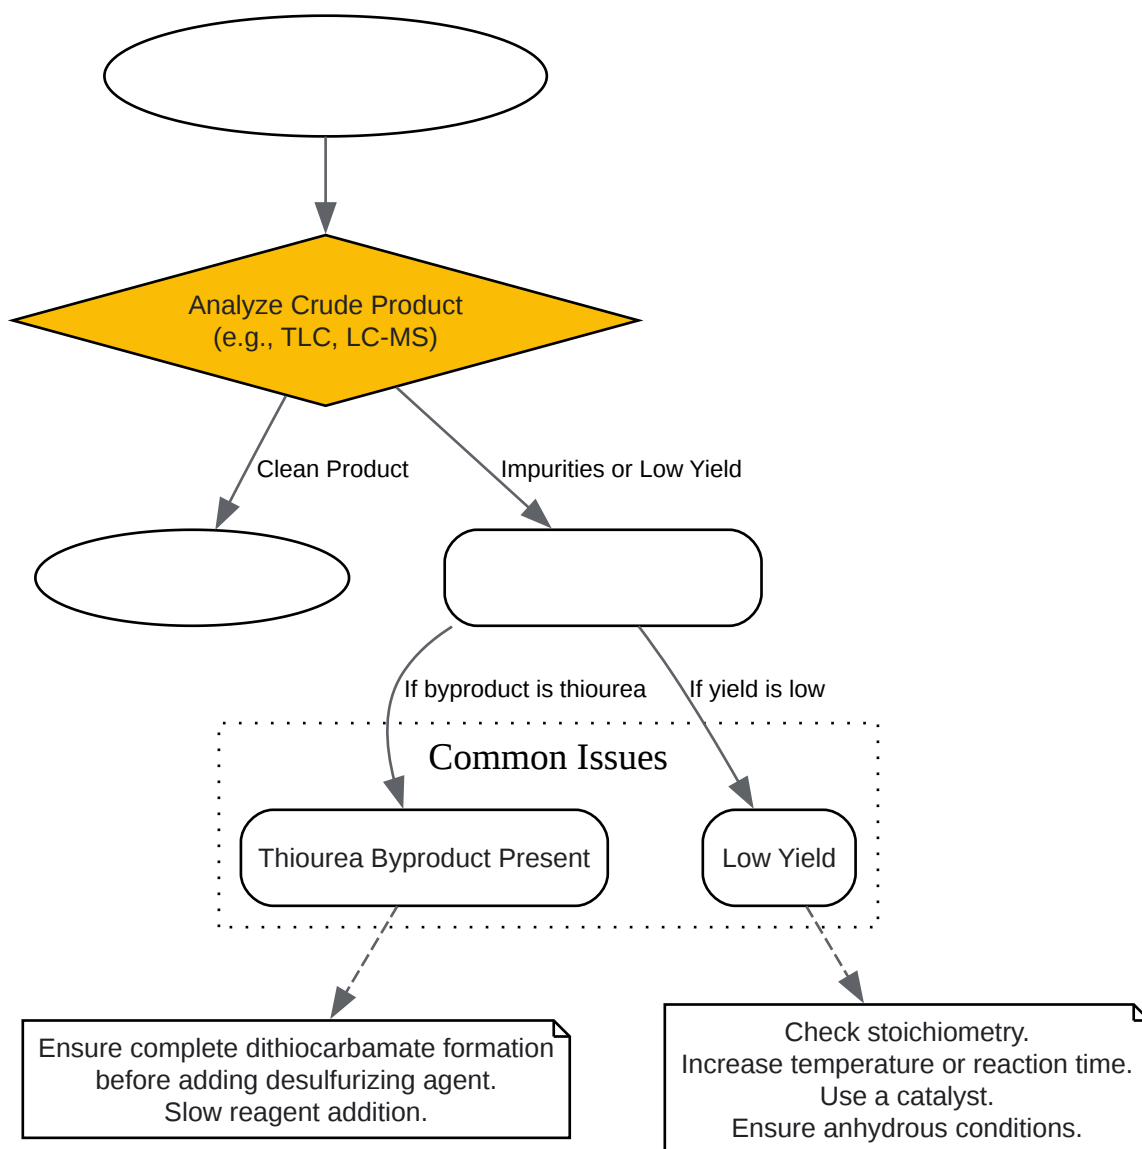 Analyze Crude Product
(e.g., TLC, LC-MS)
Clean Product
Impurities or Low Yield
If byproduct is thiourea
If yield is low
Common Issues
Thiourea Byproduct Present
Low Yield
Ensure complete dithiocarbamate formation
before adding desulfurizing agent.
Slow reagent addition.
Check stoichiometry.
Increase temperature or reaction time.
Use a catalyst.
Ensure anhydrous conditions.